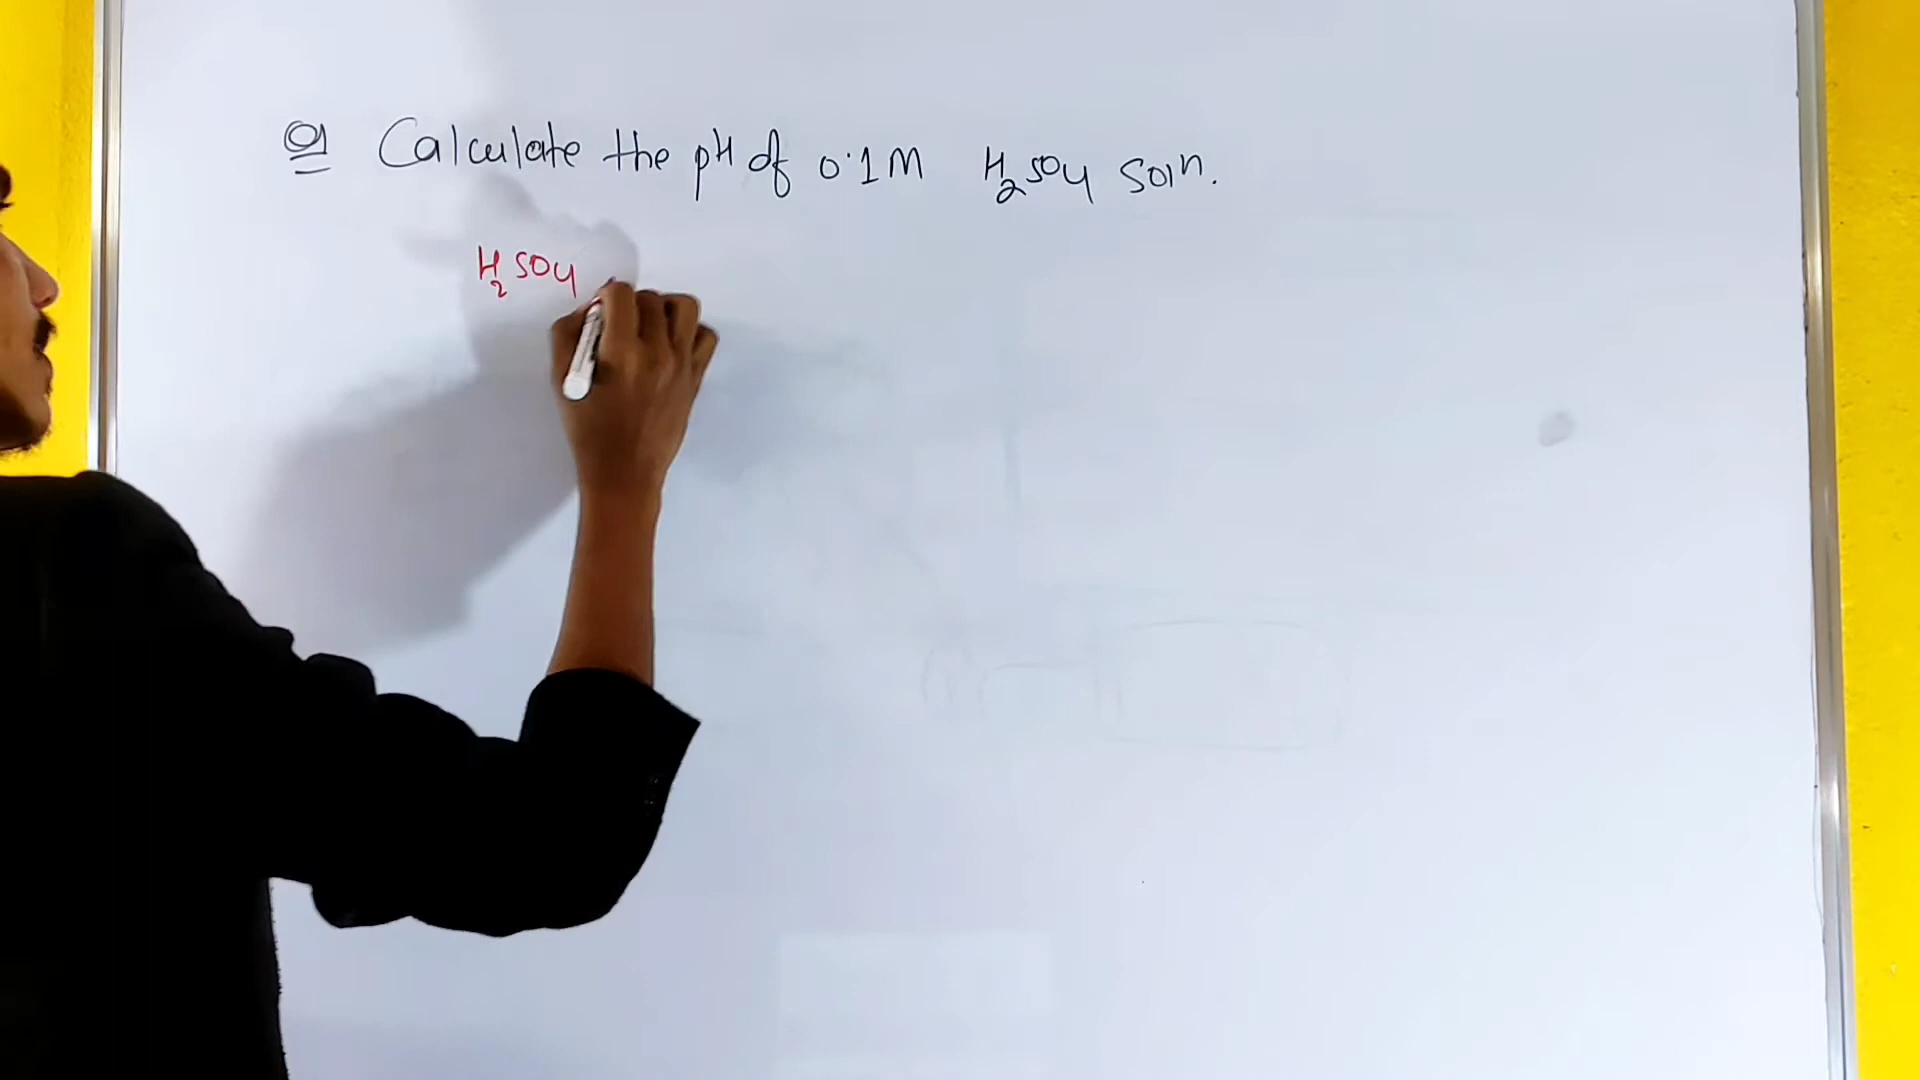 Q Calculate the pH of 0.1M H₂SO₄ soln.
H₂SO₄